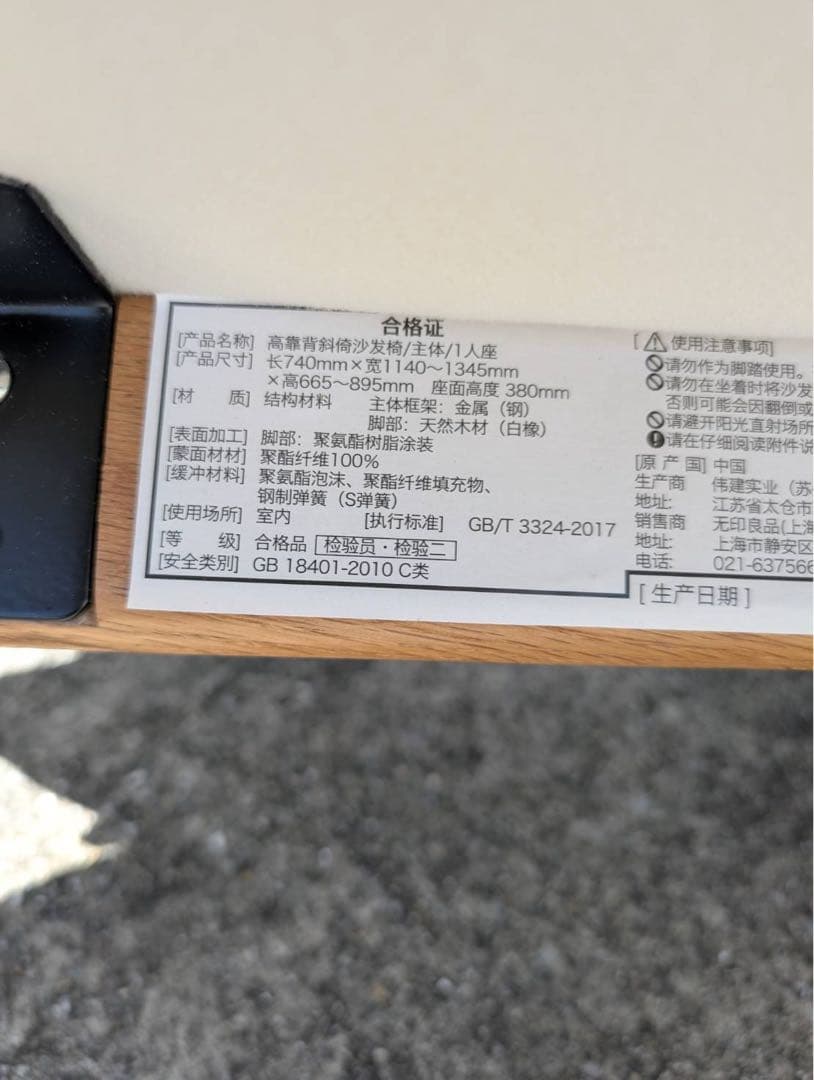 合格证
[产品名称] 高靠背斜倚沙发椅/主体/1人座
[产品尺寸] 长740mm×宽1140～1345mm
×高665～895mm 座面高度 380mm
[材 质] 结构材料 主体框架：金属（钢）
脚部：天然木材（白橡）
[表面加工] 脚部：聚氨酯树脂涂装
[蒙面材材] 聚酯纤维100%
[缓冲材料] 聚氨酯泡沫、聚酯纤维填充物、
钢制弹簧（S弹簧）
[使用场所] 室内 [执行标准] GB/T 3324-2017
[等 级] 合格品 检验员·检验二
[安全类别] GB 18401-2010 C类
[⚠ 使用注意事项]
请勿作为脚踏使用。
请勿在坐着时将沙发
否则可能会因翻倒或
请避开阳光直射场所
请在仔细阅读附件说
[原 产 国] 中国
生产商 伟建实业（苏
地址: 江苏省太仓市
销售商 无印良品(上海
地址: 上海市静安区
电话: 021-637566
[生产日期]